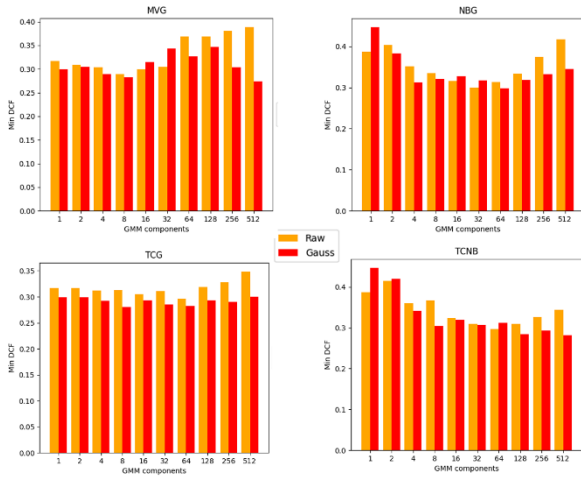 MVG
0.40
0.35
0.30
0.25
0.20
0.15
0.10
0.05
0.00
Min DCF
1 2 4 8 16 32 64 128 256 512
GMM components
NBG
0.4
0.3
0.2
0.1
0.0
Min DCF
1 2 4 8 16 32 64 128 256 512
GMM components
Raw
Gauss
TCG
0.35
0.30
0.25
0.20
0.15
0.10
0.05
0.00
Min DCF
1 2 4 8 16 32 64 128 256 512
GMM components
TCNB
0.4
0.3
0.2
0.1
0.0
Min DCF
1 2 4 8 16 32 64 128 256 512
GMM components